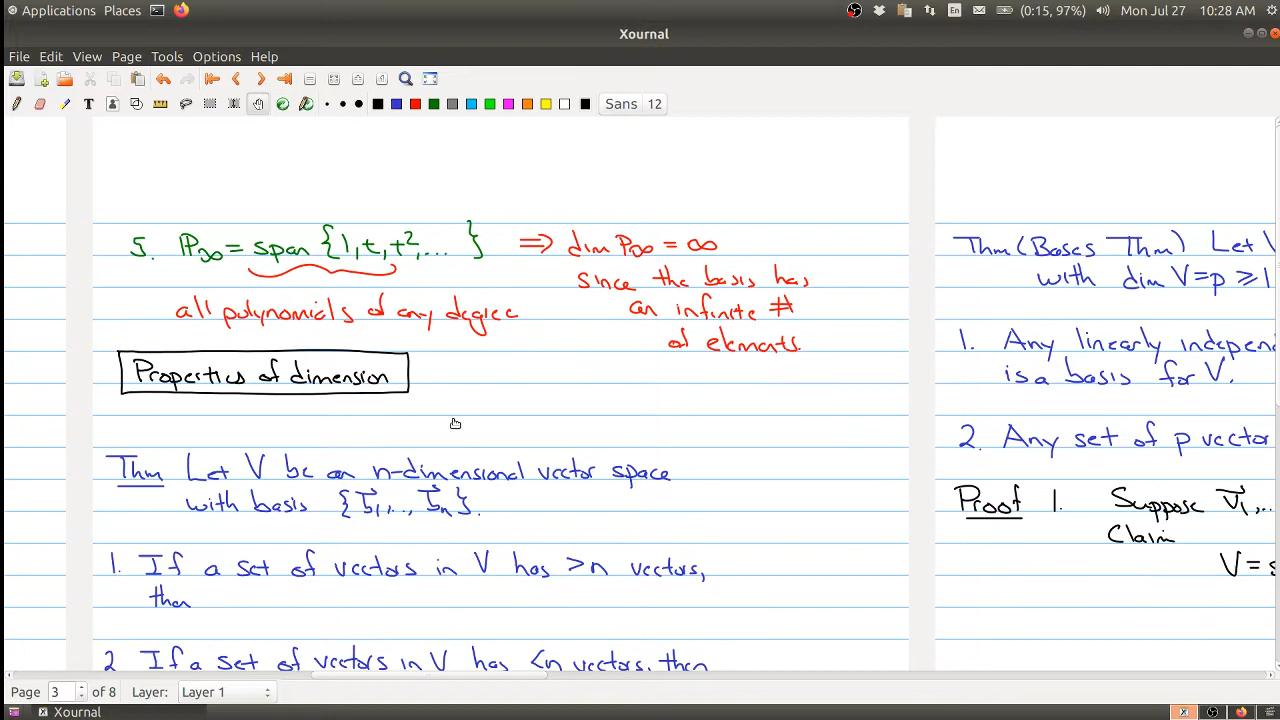 Applications Places (0:15, 97%) Mon Jul 27 10:28 AM
En
Xournal
File Edit View Page Tools Options Help
Sans 12
5. ℙ∞ = span {1, t, t², ... } ⇒ dim P∞ = ∞
since the basis has
an infinite #
of elements.
all polynomials of any degree
Properties of dimension
Thm Let V be an n-dimensional vector space
with basis {b⃗₁, .., b⃗ₙ}.
1. If a set of vectors in V has >n vectors,
then
2 If a set of vectors in V has <n vectors, then
Thm (Bases Thm) Let
with dim V = p ⩾ 1
1. Any linearly indepen
is a basis for V.
2. Any set of p vector
Proof 1. Suppose v⃗₁, ..
Claim
V = s
Page 3 of 8 Layer: Layer 1
Xournal